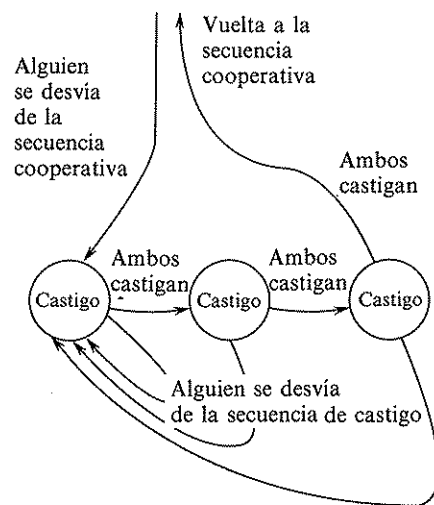 Vuelta a la
secuencia
cooperativa
Alguien
se desvía
de la
secuencia
cooperativa
Ambos
castigan
Ambos
castigan
Ambos
castigan
Castigo
Castigo
Castigo
Alguien se desvía
de la secuencia de castigo